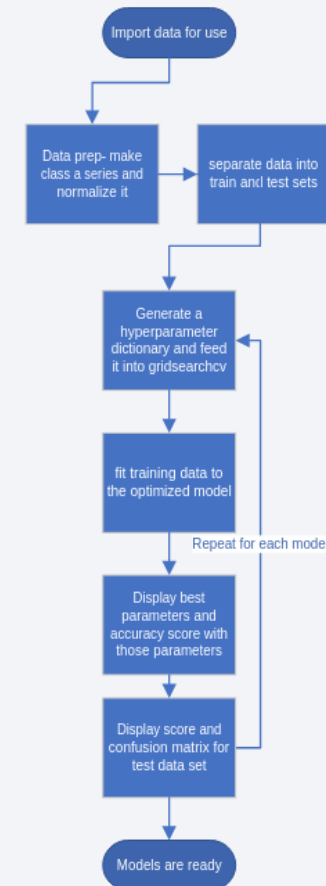 Import data for use
Data prep- make
class a series and
normalize it
separate data into
train and test sets
Generate a
hyperparameter
dictionary and feed
it into gridsearchcv
fit training data to
the optimized model
Repeat for each mode
Display best
parameters and
accuracy score with
those parameters
Display score and
confusion matrix for
test data set
Models are ready